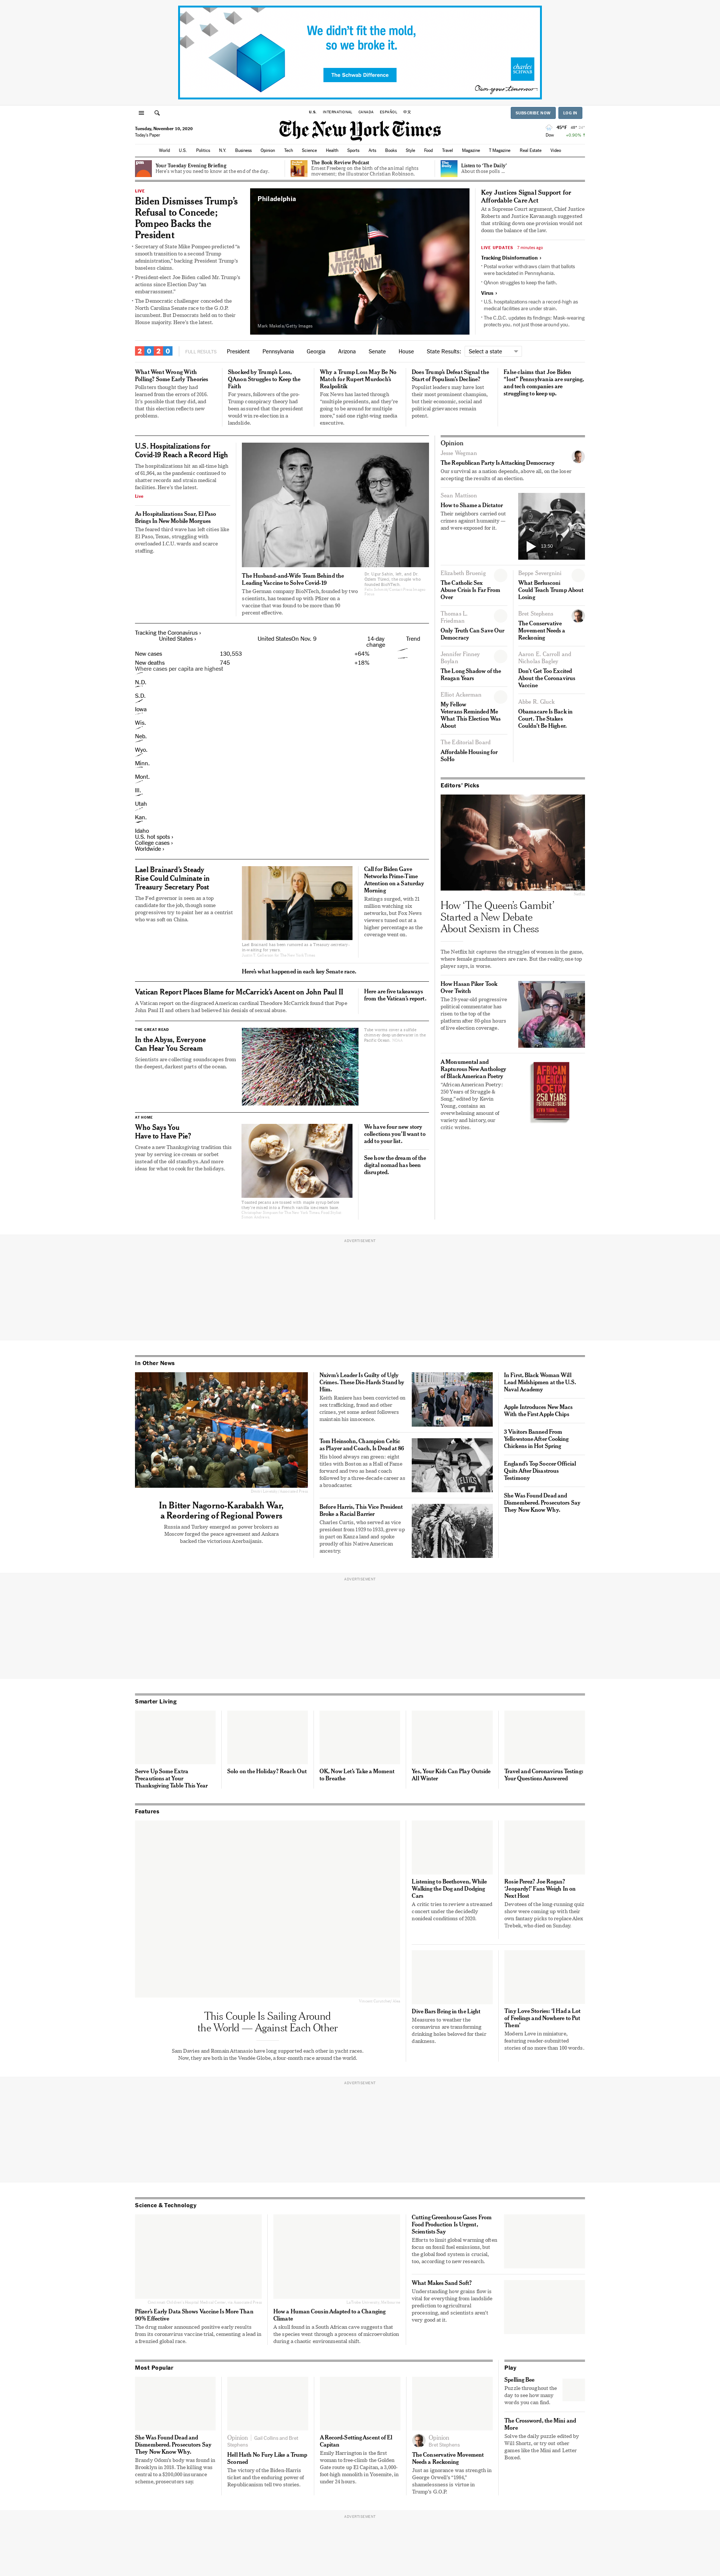 We didn't fit the mold,
so we broke it.
The Schwab Difference
charles
SCHWAB
Own your tomorrow
U.S. INTERNATIONAL CANADA ESPAÑOL 中文
SUBSCRIBE NOW LOG IN
Tuesday, November 10, 2020
Today's Paper
The New York Times
Dow +0.90% ↑
World U.S. Politics N.Y. Business Opinion Tech Science Health Sports Arts Books Style Food Travel Magazine T Magazine Real Estate Video
Your Tuesday Evening Briefing
Here's what you need to know at the end of the day.
The Book Review Podcast
Ernest Freeberg on the birth of the animal rights
movement; the illustrator Christian Robinson.
Listen to 'The Daily'
About those polls ...
LIVE
Biden Dismisses Trump's
Refusal to Concede;
Pompeo Backs the
President
Secretary of State Mike Pompeo predicted "a
smooth transition to a second Trump
administration," backing President Trump's
baseless claims.
President-elect Joe Biden called Mr. Trump's
actions since Election Day "an
embarrassment."
The Democratic challenger conceded the
North Carolina Senate race to the G.O.P.
incumbent. But Democrats held on to their
House majority. Here's the latest.
Philadelphia
Mark Makela/Getty Images
Key Justices Signal Support for
Affordable Care Act
At a Supreme Court argument, Chief Justice
Roberts and Justice Kavanaugh suggested
that striking down one provision would not
doom the balance of the law.
LIVE UPDATES 7 minutes ago
Tracking Disinformation ›
Postal worker withdraws claim that ballots
were backdated in Pennsylvania.
QAnon struggles to keep the faith.
Virus ›
U.S. hospitalizations reach a record high as
medical facilities are under strain.
The C.D.C. updates its findings: Mask-wearing
protects you, not just those around you.
2020
FULL RESULTS: President Pennsylvania Georgia Arizona Senate House State Results: Select a state
What Went Wrong With
Polling? Some Early Theories
Pollsters thought they had
learned from the errors of 2016.
It's possible that they did, and
that this election reflects new
problems.
Shocked by Trump's Loss,
QAnon Struggles to Keep the
Faith
For years, followers of the pro-
Trump conspiracy theory had
been assured that the president
would win re-election in a
landslide.
Why a Trump Loss May Be No
Match for Rupert Murdoch's
Realpolitik
Fox News has lasted through
"multiple presidents, and they're
going to be around for multiple
more," said one right-wing media
executive.
Does Trump's Defeat Signal the
Start of Populism's Decline?
Populist leaders may have lost
their most prominent champion,
but their economic, social and
political grievances remain
potent.
False claims that Joe Biden
"lost" Pennsylvania are surging,
and tech companies are
struggling to keep up.
U.S. Hospitalizations for
Covid-19 Reach a Record High
The hospitalizations hit an all-time high
of 61,964, as the pandemic continued to
shatter records and strain medical
facilities. Here's the latest.
Live
As Hospitalizations Soar, El Paso
Brings In New Mobile Morgues
The feared third wave has left cities like
El Paso, Texas, struggling with
overloaded I.C.U. wards and scarce
staffing.
The Husband-and-Wife Team Behind the
Leading Vaccine to Solve Covid-19
The German company BioNTech, founded by two
scientists, has teamed up with Pfizer on a
vaccine that was found to be more than 90
percent effective.
Dr. Ugur Sahin, left, and Dr.
Özlem Türeci, the couple who
founded BioNTech.
Tracking the Coronavirus ›
United States › United StatesOn Nov. 9 14-day
change Trend
New cases 130,553 +64%
New deaths 745 +18%
Where cases per capita are highest
N.D.
S.D.
Iowa
Wis.
Neb.
Wyo.
Minn.
Mont.
Ill.
Utah
Kan.
Idaho
U.S. hot spots ›
College cases ›
Worldwide ›
Lael Brainard's Steady
Rise Could Culminate in
Treasury Secretary Post
The Fed governor is seen as a top
candidate for the job, though some
progressives try to paint her as a centrist
who was soft on China.
Lael Brainard has been rumored as a Treasury secretary-
in-waiting for years.
Call for Biden Gave
Networks Prime-Time
Attention on a Saturday
Morning
Ratings surged, with 21
million watching six
networks, but Fox News
viewers tuned out at a
higher percentage as the
coverage went on.
Here's what happened in each key Senate race.
Vatican Report Places Blame for McCarrick's Ascent on John Paul II
A Vatican report on the disgraced American cardinal Theodore McCarrick found that Pope
John Paul II and others had believed his denials of sexual abuse.
Here are five takeaways
from the Vatican's report.
THE GREAT READ
In the Abyss, Everyone
Can Hear You Scream
Scientists are collecting soundscapes from
the deepest, darkest parts of the ocean.
Tube worms cover a sulfide
chimney deep underwater in the
Pacific Ocean.
AT HOME
Who Says You
Have to Have Pie?
Create a new Thanksgiving tradition this
year by serving ice cream or sorbet
instead of the old standbys. And more
ideas for what to cook for the holidays.
Toasted pecans are tossed with maple syrup before
they're mixed into a French vanilla ice cream base.
We have four new story
collections you'll want to
add to your list.
See how the dream of the
digital nomad has been
disrupted.
Opinion
Jesse Wegman
The Republican Party Is Attacking Democracy
Our survival as a nation depends, above all, on the loser
accepting the results of an election.
Sean Mattison
How to Shame a Dictator
Their neighbors carried out
crimes against humanity —
and were exposed for it.
13:50
Elizabeth Bruenig
The Catholic Sex
Abuse Crisis Is Far From
Over
Beppe Severgnini
What Berlusconi
Could Teach Trump About
Losing
Thomas L.
Friedman
Only Truth Can Save Our
Democracy
Bret Stephens
The Conservative
Movement Needs a
Reckoning
Jennifer Finney
Boylan
The Long Shadow of the
Reagan Years
Aaron E. Carroll and
Nicholas Bagley
Don't Get Too Excited
About the Coronavirus
Vaccine
Elliot Ackerman
My Fellow
Veterans Reminded Me
What This Election Was
About
Abbe R. Gluck
Obamacare Is Back in
Court. The Stakes
Couldn't Be Higher.
The Editorial Board
Affordable Housing for
SoHo
Editors' Picks
How 'The Queen's Gambit'
Started a New Debate
About Sexism in Chess
The Netflix hit captures the struggles of women in the game,
where female grandmasters are rare. But the reality, one top
player says, is worse.
How Hasan Piker Took
Over Twitch
The 29-year-old progressive
political commentator has
risen to the top of the
platform after 80-plus hours
of live election coverage.
A Monumental and
Rapturous New Anthology
of Black American Poetry
"African American Poetry:
250 Years of Struggle &
Song," edited by Kevin
Young, contains an
overwhelming amount of
variety and history, our
critic writes.
AFRICAN
AMERICAN
POETRY
250 YEARS
OF STRUGGLE
& SONG
ADVERTISEMENT
In Other News
In Bitter Nagorno-Karabakh War,
a Reordering of Regional Powers
Russia and Turkey emerged as power brokers as
Moscow forged the peace agreement and Ankara
backed the victorious Azerbaijanis.
Nxivm's Leader Is Guilty of Ugly
Crimes. These Die-Hards Stand by
Him.
Keith Raniere has been convicted on
sex trafficking, fraud and other
crimes, yet some ardent followers
maintain his innocence.
Tom Heinsohn, Champion Celtic
as Player and Coach, Is Dead at 86
His blood always ran green: eight
titles with Boston as a Hall of Fame
forward and two as head coach
followed by a three-decade career as
a broadcaster.
Before Harris, This Vice President
Broke a Racial Barrier
Charles Curtis, who served as vice
president from 1929 to 1933, grew up
in part on Kanza land and spoke
proudly of his Native American
ancestry.
In First, Black Woman Will
Lead Midshipmen at the U.S.
Naval Academy
Apple Introduces New Macs
With the First Apple Chips
3 Visitors Banned From
Yellowstone After Cooking
Chickens in Hot Spring
England's Top Soccer Official
Quits After Disastrous
Testimony
She Was Found Dead and
Dismembered. Prosecutors Say
They Now Know Why.
ADVERTISEMENT
Smarter Living
Serve Up Some Extra
Precautions at Your
Thanksgiving Table This Year
Solo on the Holiday? Reach Out
OK, Now Let's Take a Moment
to Breathe
Yes, Your Kids Can Play Outside
All Winter
Travel and Coronavirus Testing:
Your Questions Answered
Features
This Couple Is Sailing Around
the World — Against Each Other
Sam Davies and Romain Attanasio have long supported each other in yacht races.
Now, they are both in the Vendée Globe, a four-month race around the world.
Listening to Beethoven, While
Walking the Dog and Dodging
Cars
A critic tries to review a streamed
concert under the decidedly
nonideal conditions of 2020.
Rosie Perez? Joe Rogan?
'Jeopardy!' Fans Weigh In on
Next Host
Devotees of the long-running quiz
show were coming up with their
own fantasy picks to replace Alex
Trebek, who died on Sunday.
Dive Bars Bring in the Light
Measures to weather the
coronavirus are transforming
drinking holes beloved for their
dankness.
Tiny Love Stories: 'I Had a Lot
of Feelings and Nowhere to Put
Them'
Modern Love in miniature,
featuring reader-submitted
stories of no more than 100 words.
ADVERTISEMENT
Science & Technology
Pfizer's Early Data Shows Vaccine Is More Than
90% Effective
The drug maker announced positive early results
from its coronavirus vaccine trial, cementing a lead in
a frenzied global race.
How a Human Cousin Adapted to a Changing
Climate
A skull found in a South African cave suggests that
the species went through a process of microevolution
during a chaotic environmental shift.
Cutting Greenhouse Gases From
Food Production Is Urgent,
Scientists Say
Efforts to limit global warming often
focus on fossil fuel emissions, but
the global food system is crucial,
too, according to new research.
What Makes Sand Soft?
Understanding how grains flow is
vital for everything from landslide
prediction to agricultural
processing, and scientists aren't
very good at it.
Most Popular
She Was Found Dead and
Dismembered. Prosecutors Say
They Now Know Why.
Brandy Odom's body was found in
Brooklyn in 2018. The killing was
central to a $200,000 insurance
scheme, prosecutors say.
Opinion Gail Collins and Bret
Stephens
Hell Hath No Fury Like a Trump
Scorned
The victory of the Biden-Harris
ticket and the enduring power of
Republicanism tell two stories.
A Record-Setting Ascent of El
Capitan
Emily Harrington is the first
woman to free-climb the Golden
Gate route up El Capitan, a 3,000-
foot-high monolith in Yosemite, in
under 24 hours.
Opinion
Bret Stephens
The Conservative Movement
Needs a Reckoning
Just as ignorance was strength in
George Orwell's "1984,"
shamelessness is virtue in
Trump's G.O.P.
Play
Spelling Bee
Puzzle throughout the
day to see how many
words you can find.
The Crossword, the Mini and
More
Solve the daily puzzle edited by
Will Shortz, or try out other
games like the Mini and Letter
Boxed.
ADVERTISEMENT